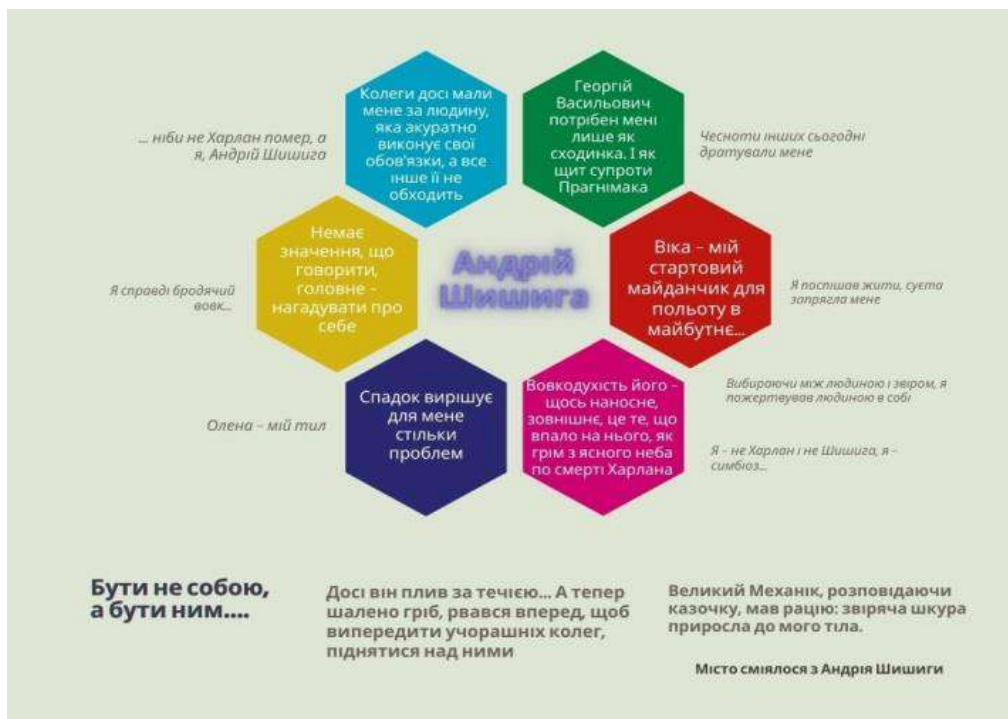 ... ніби не Харлан помер, а
я, Андрій Шишига
Колеги досі мали
мене за людину,
яка акуратно
виконує свої
обов'язки, а все
інше її не
обходить
Георгій
Васильович
потрібен мені
лише як
сходинка. І як
щит супроти
Прагнімака
Чесноти інших сьогодні
дратували мене
Я справді бродячий
вовк...
Немає
значення, що
говорити,
головне –
нагадувати про
себе
Андрій
Шишига
Віка – мій
стартовий
майданчик для
польоту в
майбутнє...
Я поспішав жити, суєта
запрягла мене
Олена – мій тил
Спадок вирішує
для мене
стільки
проблем
Вовкодухість його –
щось наносне,
зовнішнє, це те, що
впало на нього, як
грім з ясного неба
по смерті Харлана
Вибираючи між людиною і звіром, я
пожертвував людиною в собі
Я – не Харлан і не Шишига, я –
симбіоз...
Бути не собою,
а бути ним....
Досі він плив за течією... А тепер
шалено гріб, рвався вперед, щоб
випередити учорашніх колег,
піднятися над ними
Великий Механік, розповідаючи
казочку, мав рацію: звіряча шкура
приросла до мого тіла.
Місто сміялося з Андрія Шишиги